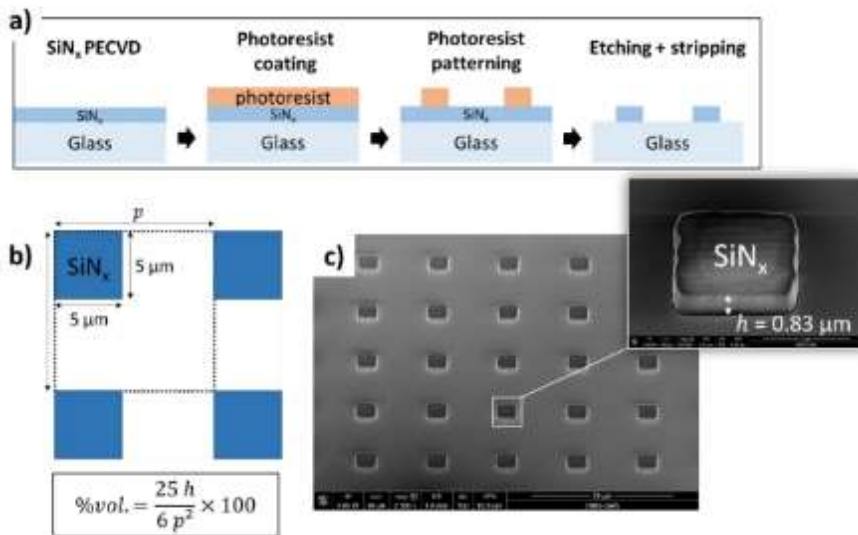 a)
SiNₓ PECVD
Photoresist coating
Photoresist patterning
Etching + stripping
photoresist
SiNₓ
SiNₓ
SiNₓ
Glass
Glass
Glass
Glass
b)
p
SiNₓ
5 µm
5 µm
%vol. = 25 h / 6 p² × 100
c)
SiNₓ
h = 0.83 µm